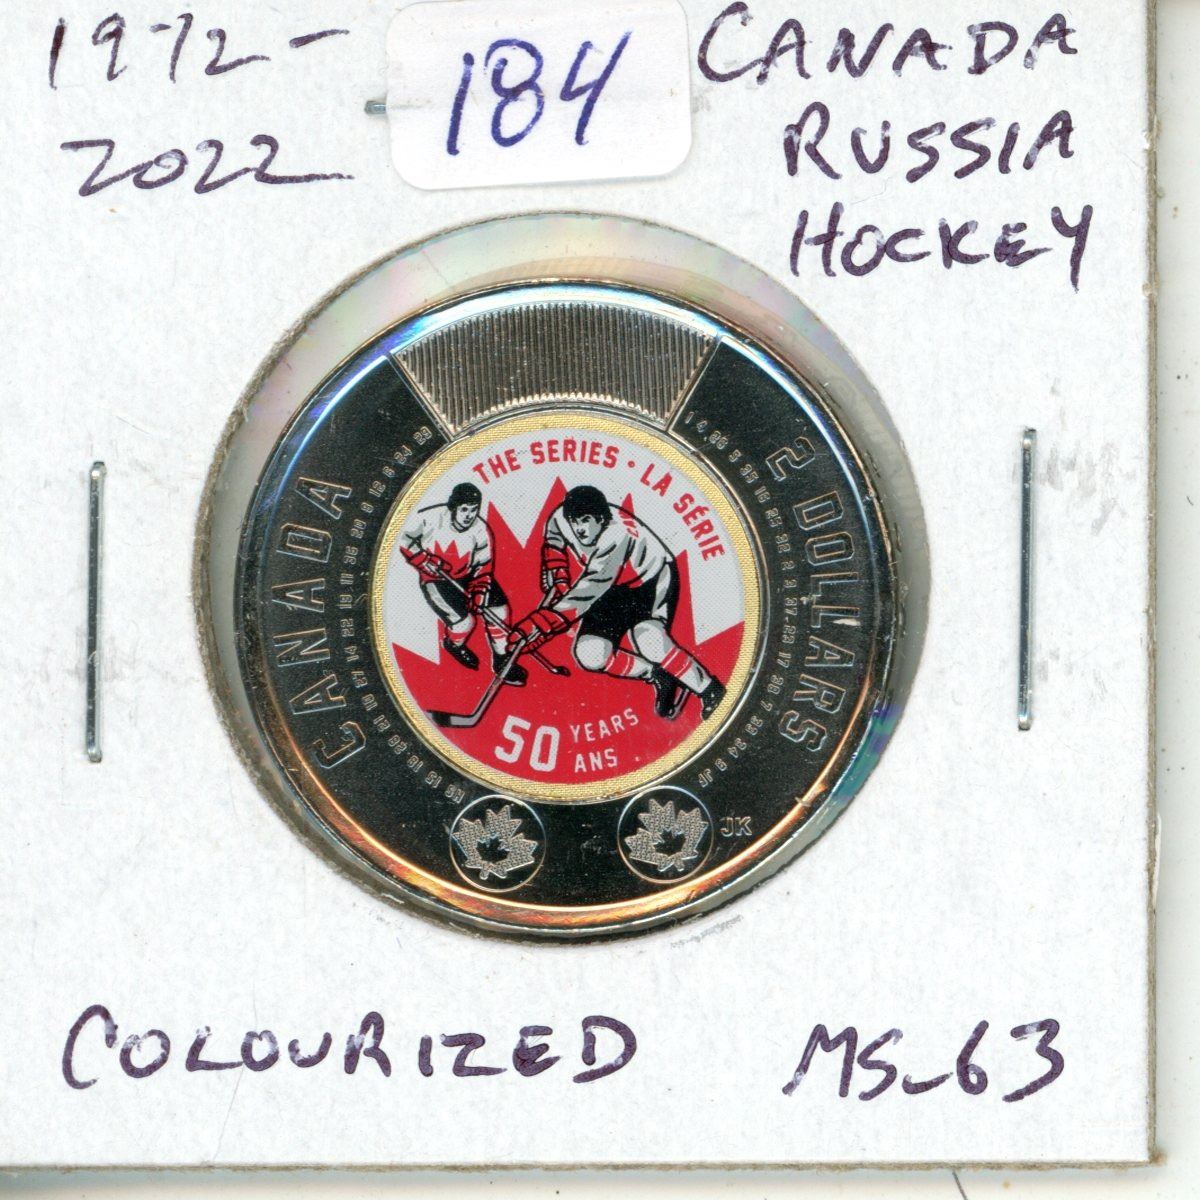 1972-
2022
184
CANADA
RUSSIA
HOCKEY
THE SERIES · LA SÉRIE
CANADA
2 DOLLARS
50 YEARS
ANS
JK
COLOURIZED
MS-63